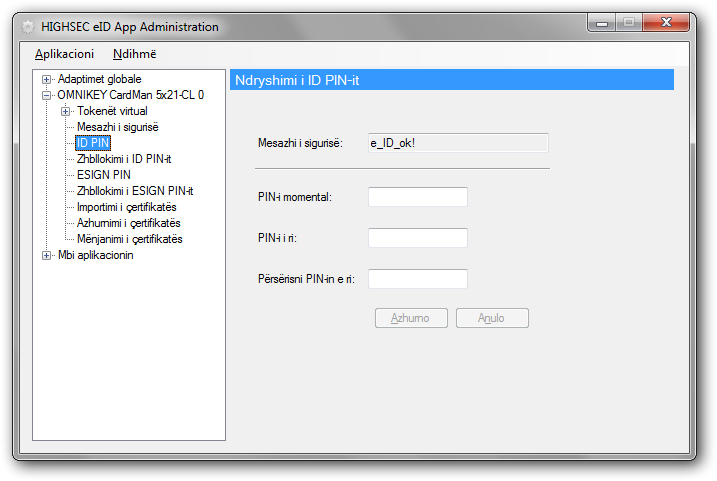 HIGHSEC eID App Administration
Aplikacioni Ndihmë
Adaptimet globale
OMNIKEY CardMan 5x21-CL 0
Tokenët virtual
Mesazhi i sigurisë
ID PIN
Zhbllokimi i ID PIN-it
ESIGN PIN
Zhbllokimi i ESIGN PIN-it
Importimi i çertifikatës
Azhurnimi i çertifikatës
Mënjanimi i çertifikatës
Mbi aplikacionin
Ndryshimi i ID PIN-it
Mesazhi i sigurisë: e_ID_ok!
PIN-i momental:
PIN-i i ri:
Përsërisni PIN-in e ri:
Azhurno Anulo